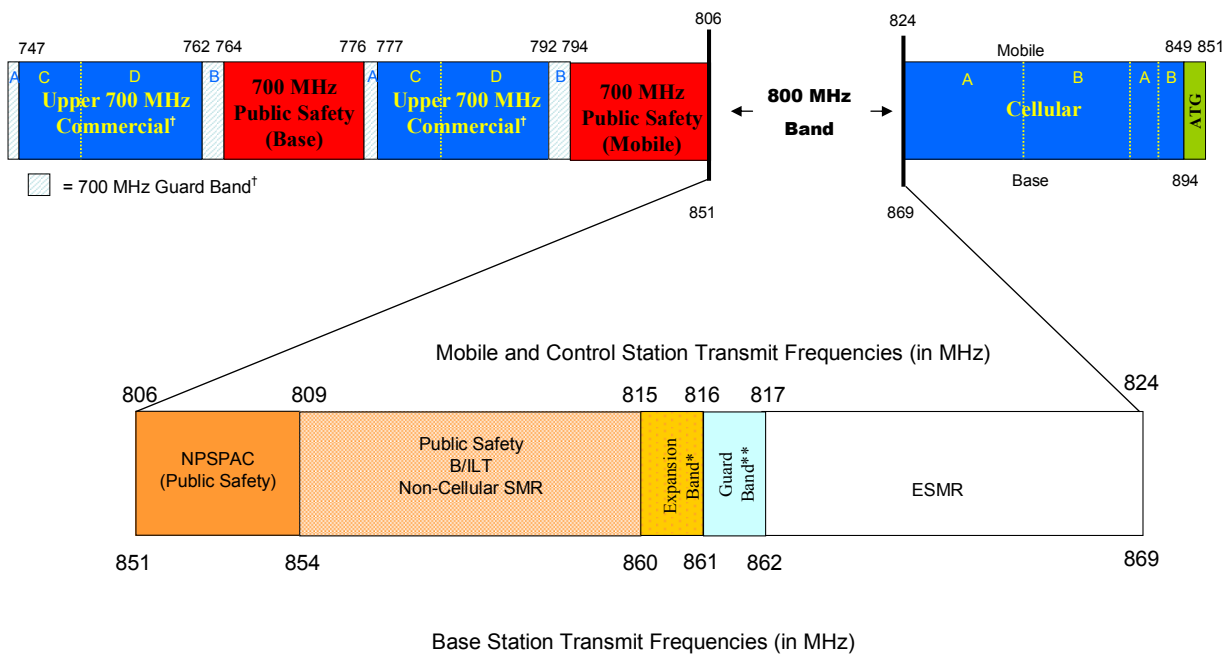 806
824
747
762 764
776
777
792 794
Mobile
849 851
A
C
D
B
A
C
D
B
A
B
A
B
Upper 700 MHz
Commercial†
700 MHz
Public Safety
(Base)
Upper 700 MHz
Commercial†
700 MHz
Public Safety
(Mobile)
800 MHz
Band
Cellular
ATG
= 700 MHz Guard Band†
Base
894
851
869
Mobile and Control Station Transmit Frequencies (in MHz)
806
809
815
816
817
824
NPSPAC
(Public Safety)
Public Safety
B/ILT
Non-Cellular SMR
Expansion
Band*
Guard
Band**
ESMR
851
854
860
861
862
869
Base Station Transmit Frequencies (in MHz)